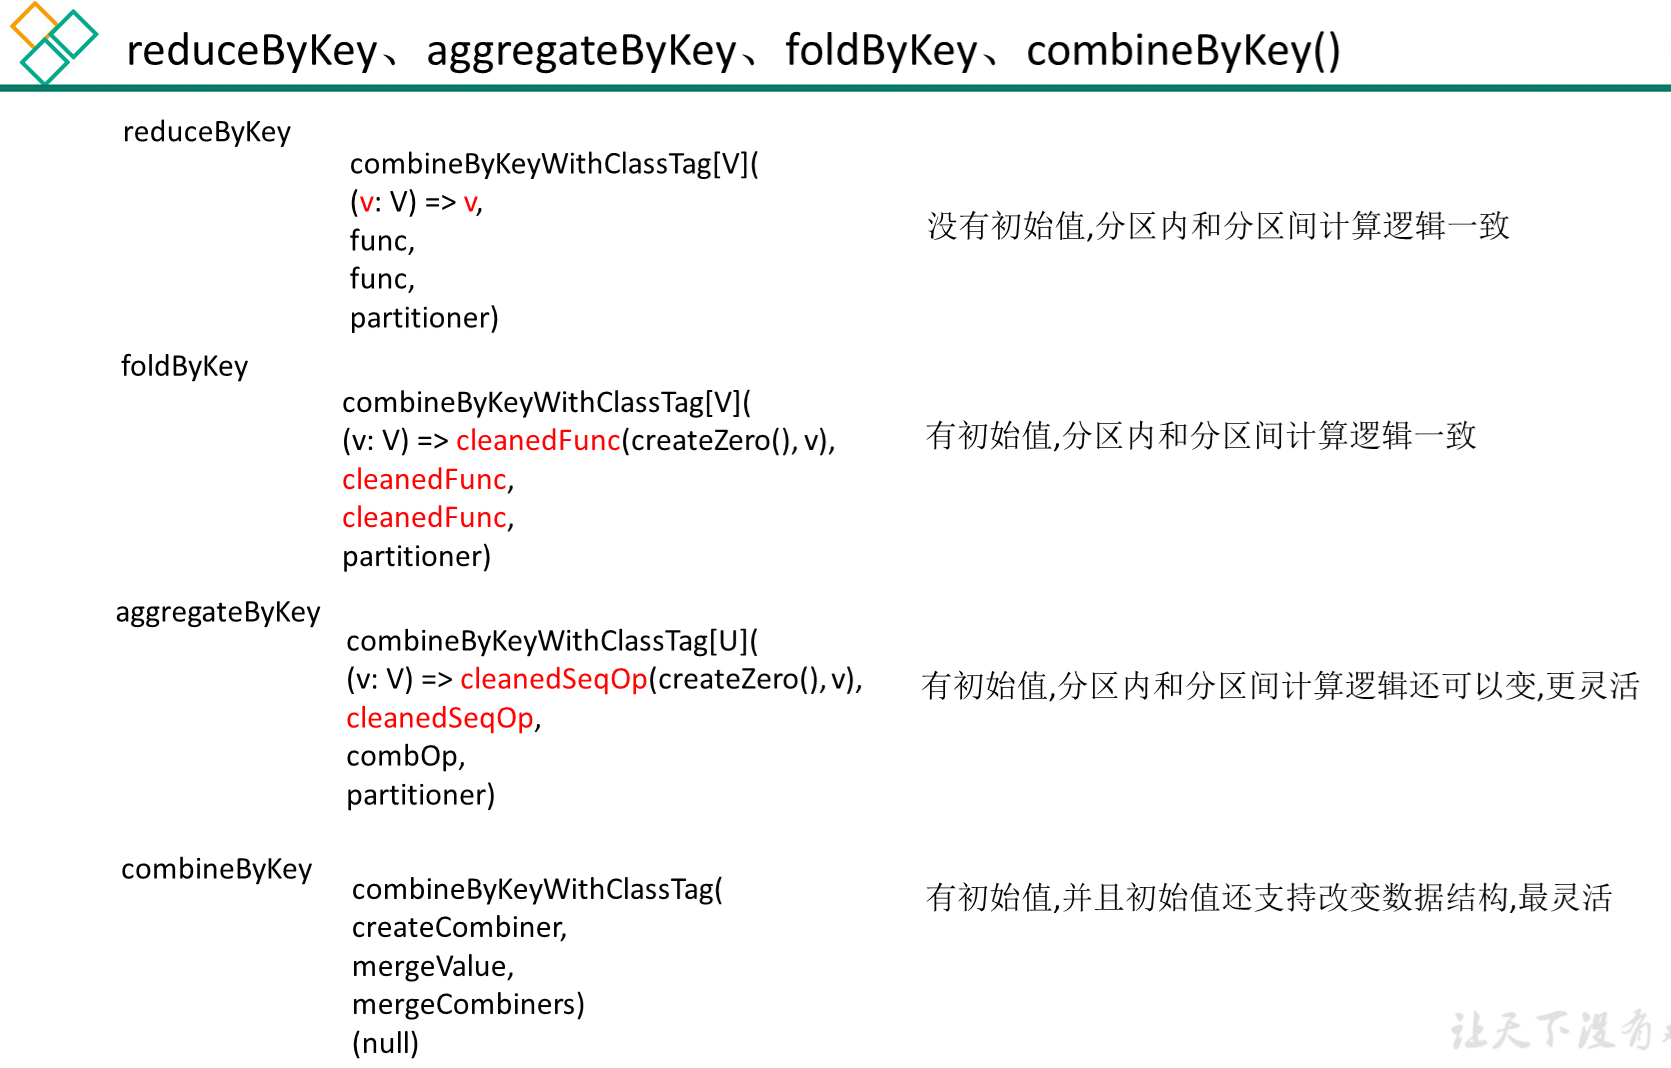 reduceByKey、aggregateByKey、foldByKey、combineByKey()
reduceByKey
combineByKeyWithClassTag[V](
(v: V) => v,
func,
func,
partitioner)
没有初始值,分区内和分区间计算逻辑一致
foldByKey
combineByKeyWithClassTag[V](
(v: V) => cleanedFunc(createZero(), v),
cleanedFunc,
cleanedFunc,
partitioner)
有初始值,分区内和分区间计算逻辑一致
aggregateByKey
combineByKeyWithClassTag[U](
(v: V) => cleanedSeqOp(createZero(), v),
cleanedSeqOp,
combOp,
partitioner)
有初始值,分区内和分区间计算逻辑还可以变,更灵活
combineByKey
combineByKeyWithClassTag(
createCombiner,
mergeValue,
mergeCombiners)
(null)
有初始值,并且初始值还支持改变数据结构,最灵活
让天下没有